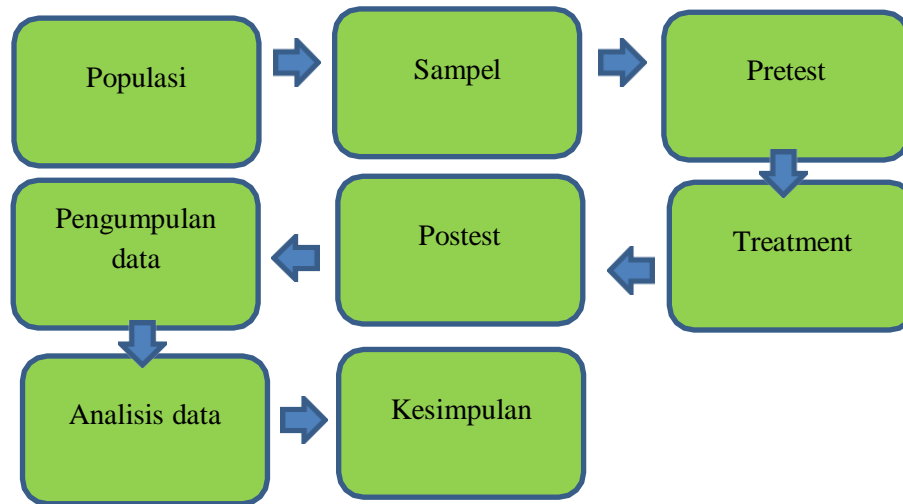 Populasi
Sampel
Pretest
Treatment
Postest
Pengumpulan
data
Analisis data
Kesimpulan